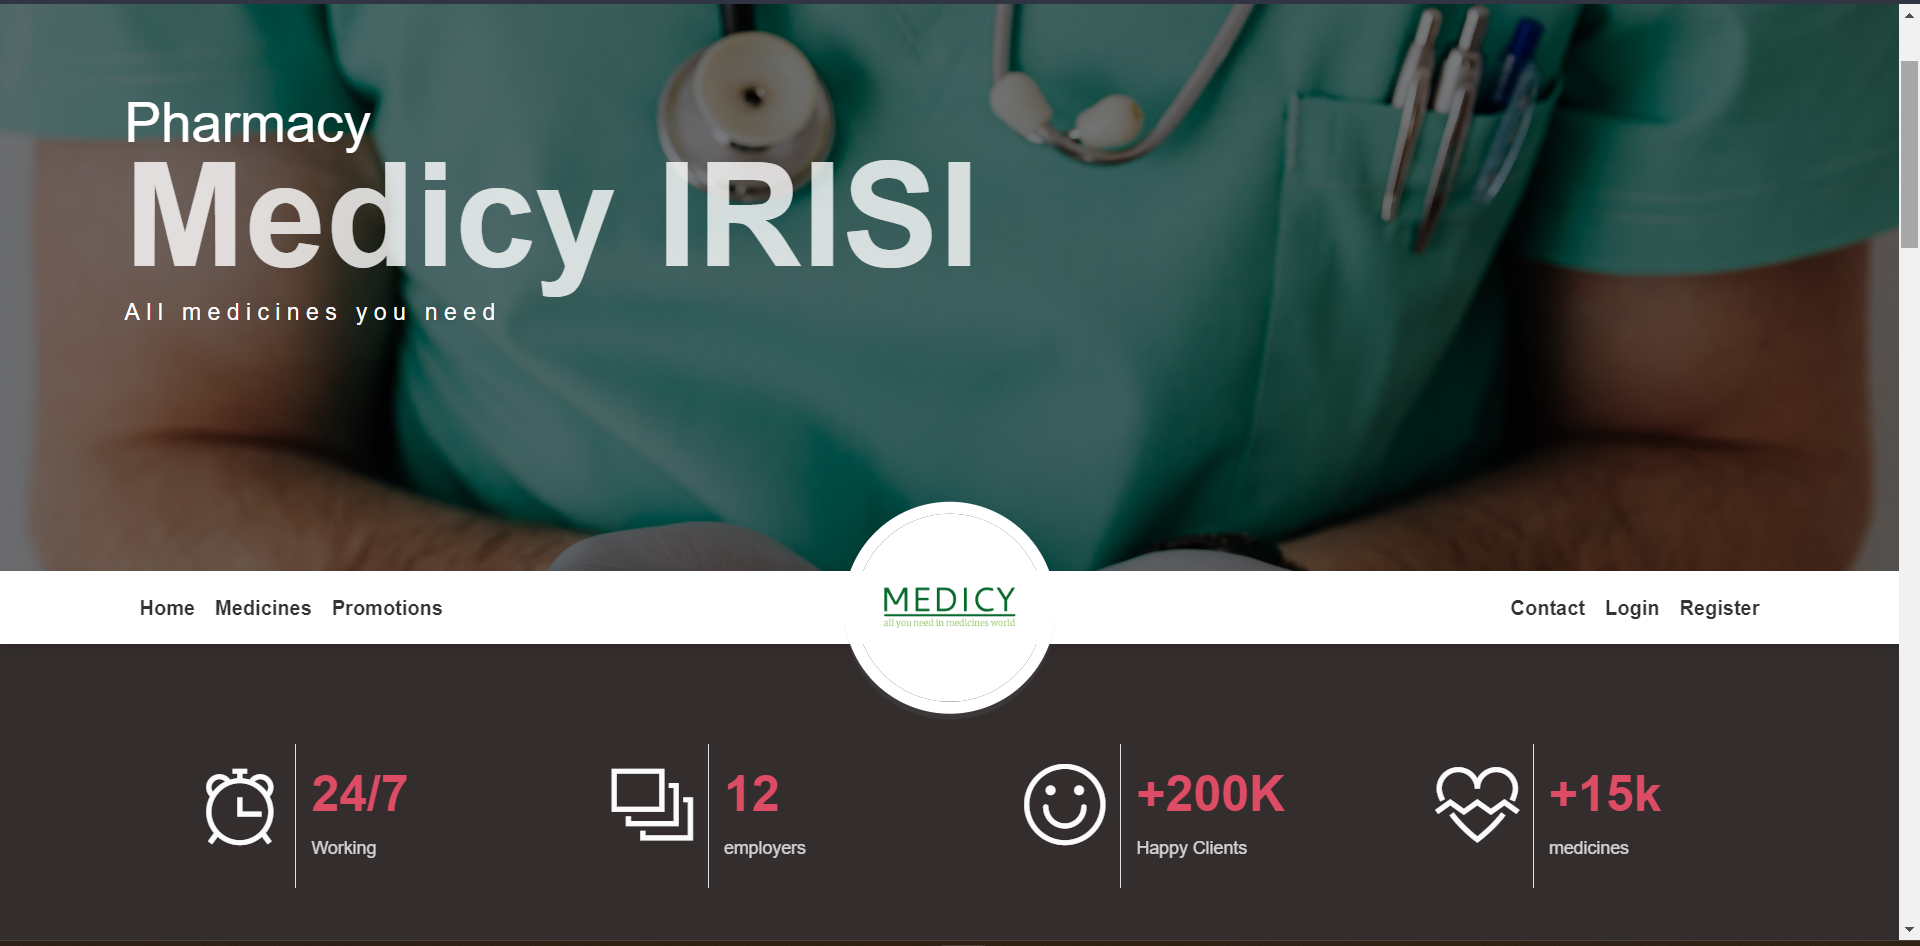 Pharmacy
Medicy IRISI
All medicines you need
Home Medicines Promotions
MEDICY
all you need in medicines world
Contact Login Register
24/7
Working
12
employers
+200K
Happy Clients
+15k
medicines